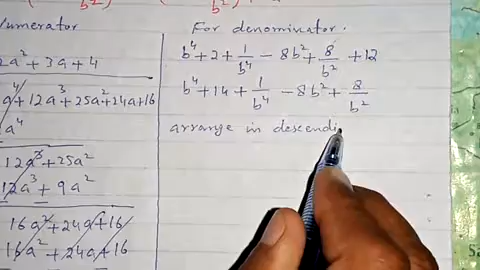 b²
b²
Numerator
2a² + 3a + 4
a⁴ + 12a³ + 25a² + 24a + 16
a⁴
12a³ + 25a²
12a³ + 9a²
16a² + 24a + 16
16a² + 24a + 16
For denominator.
b⁴ + 2 + 1/b⁴ - 8b² + 8/b² + 12
b⁴ + 14 + 1/b⁴ - 8b² + 8/b²
arrange in descendi